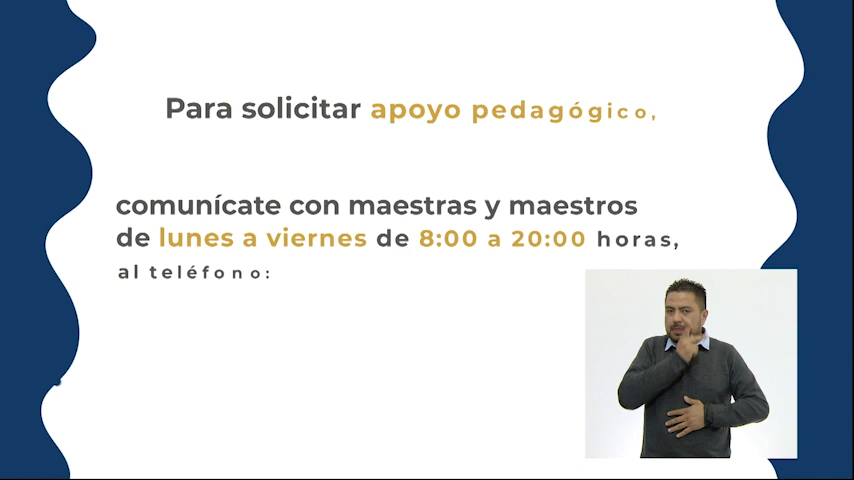 Para solicitar apoyo pedagógico,
comunícate con maestras y maestros
de lunes a viernes de 8:00 a 20:00 horas,
al teléfono: